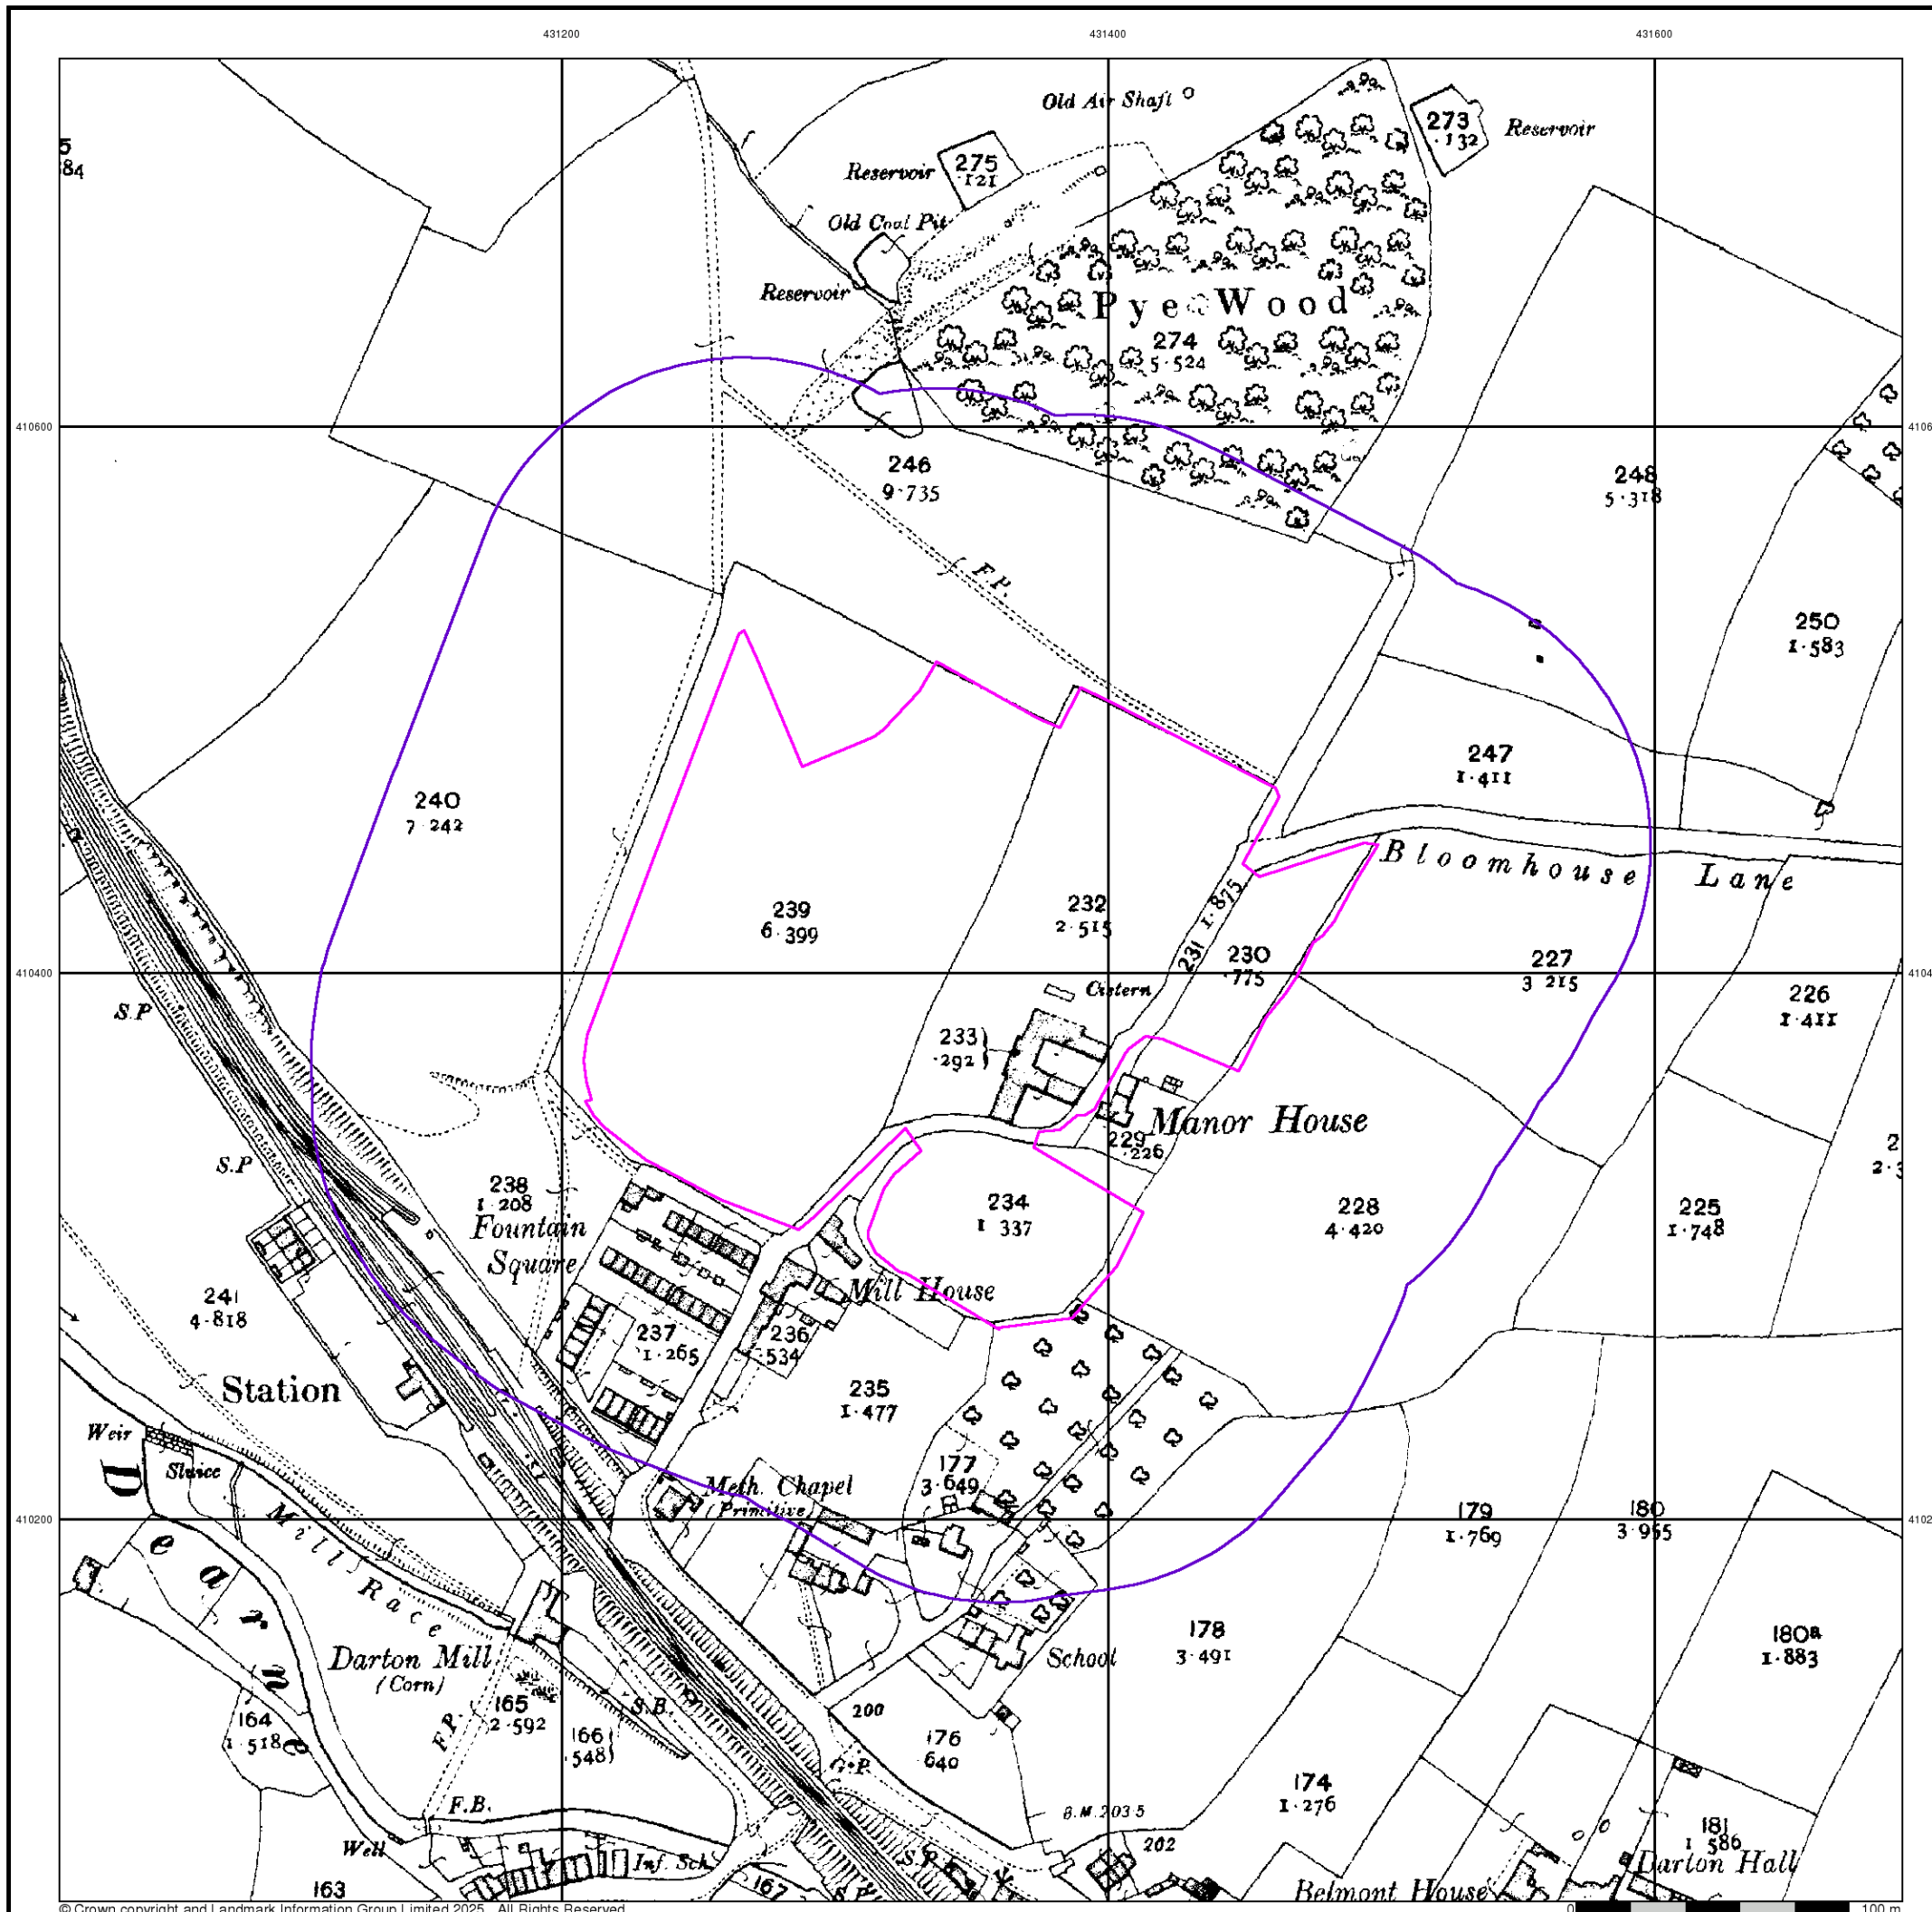 431200
431400
431600
Old Air Shaft
273
.132
Reservoir
5
84
Reservoir
275
.121
Old Coal Pit
Reservoir
Pye Wood
274
5.524
410600
246
9.735
248
5.318
F.P.
250
1.583
247
1.411
240
7.242
Bloomhouse Lane
239
6.399
232
2.515
231 1.875
230
.775
227
3.215
410400
226
1.411
S.P
Cistern
233
.292
Manor House
229
.226
S.P
238
1.208
234
1.337
228
4.420
225
1.748
Fountain
Square
Mill House
241
4.818
237
1.265
236
.534
Station
235
1.477
Weir
Sluice
177
3.649
Meth. Chapel
(Primitive)
179
1.769
180
3.955
410200
Mill Race
Dearne
178
3.491
180a
1.883
School
Darton Mill
(Corn)
F.P.
165
2.592
S.B.
200
164
1.518
166
.548
176
.640
G.P.
174
1.276
F.B.
B.M.203.5
202
181
1.586
Well
Inf. Sch.
S.P.
Darton Hall
163
167
S.P.
Belmont House
© Crown copyright and Landmark Information Group Limited 2025. All Rights Reserved.
0 100 m